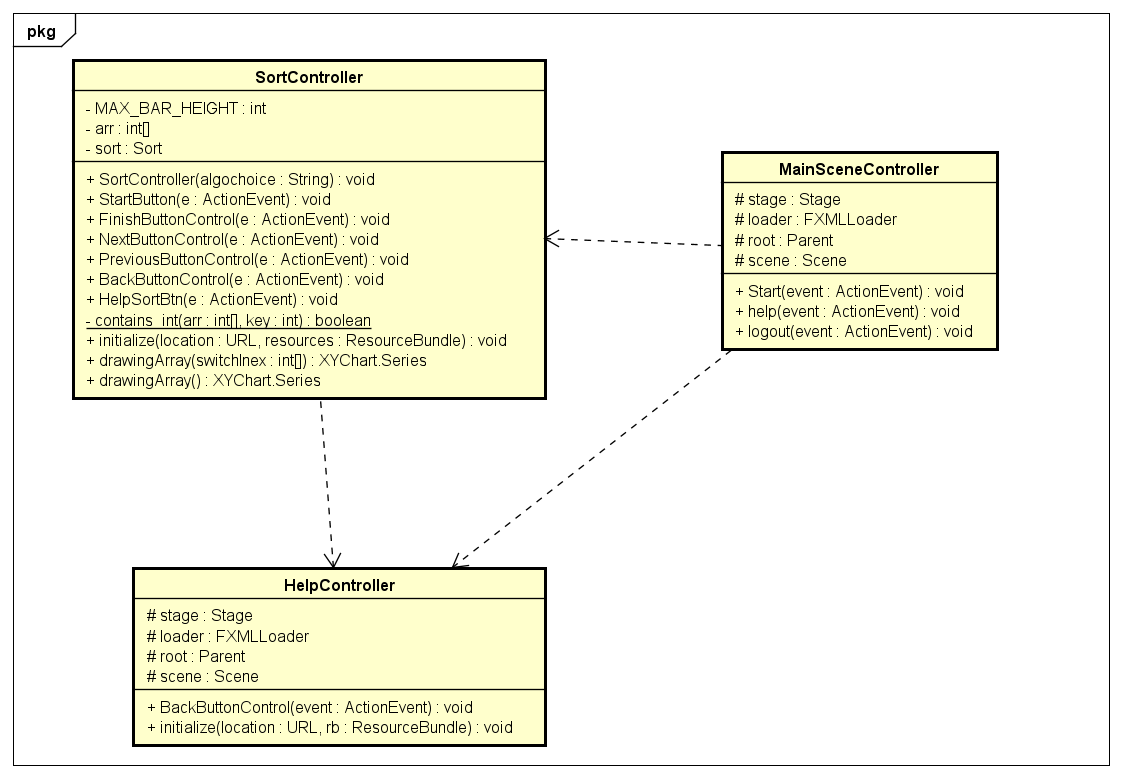 pkg
SortController
- MAX_BAR_HEIGHT : int
- arr : int[]
- sort : Sort
+ SortController(algochoice : String) : void
+ StartButton(e : ActionEvent) : void
+ FinishButtonControl(e : ActionEvent) : void
+ NextButtonControl(e : ActionEvent) : void
+ PreviousButtonControl(e : ActionEvent) : void
+ BackButtonControl(e : ActionEvent) : void
+ HelpSortBtn(e : ActionEvent) : void
- contains_int(arr : int[], key : int) : boolean
+ initialize(location : URL, resources : ResourceBundle) : void
+ drawingArray(switchInex : int[]) : XYChart.Series
+ drawingArray() : XYChart.Series
MainSceneController
# stage : Stage
# loader : FXMLLoader
# root : Parent
# scene : Scene
+ Start(event : ActionEvent) : void
+ help(event : ActionEvent) : void
+ logout(event : ActionEvent) : void
HelpController
# stage : Stage
# loader : FXMLLoader
# root : Parent
# scene : Scene
+ BackButtonControl(event : ActionEvent) : void
+ initialize(location : URL, rb : ResourceBundle) : void